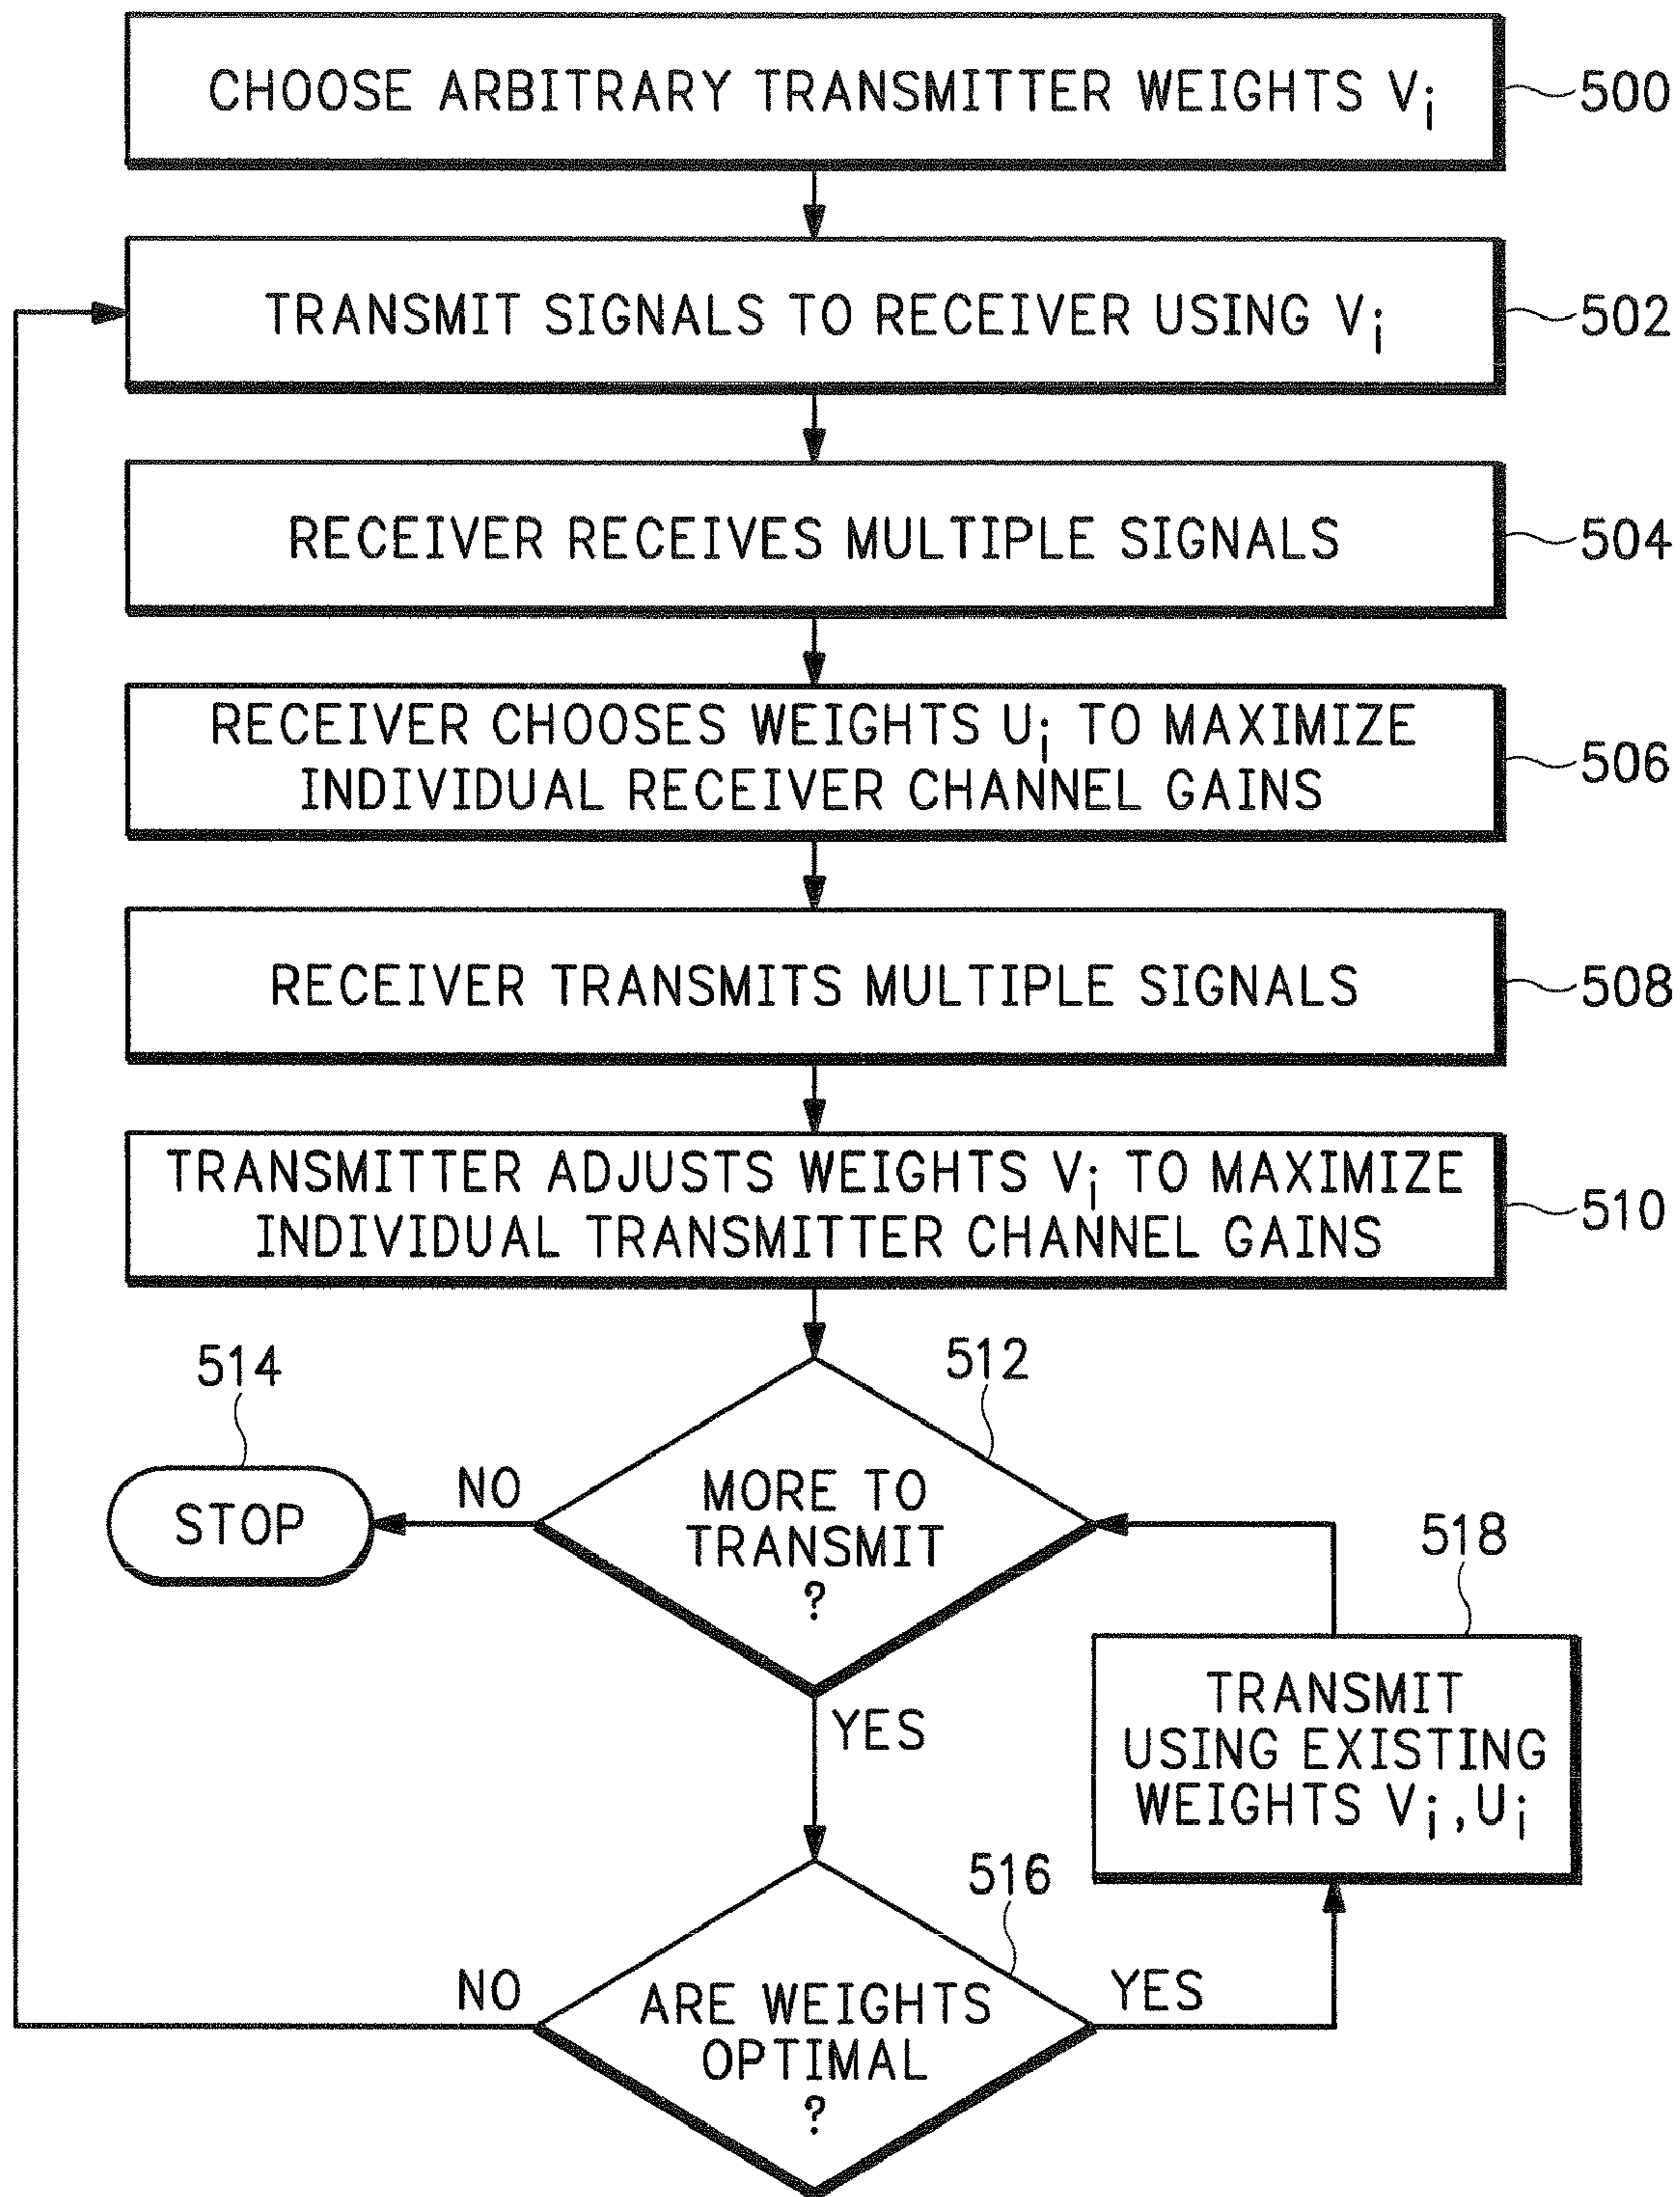 CHOOSE ARBITRARY TRANSMITTER WEIGHTS Vi
500
TRANSMIT SIGNALS TO RECEIVER USING Vi
502
RECEIVER RECEIVES MULTIPLE SIGNALS
504
RECEIVER CHOOSES WEIGHTS Ui TO MAXIMIZE
INDIVIDUAL RECEIVER CHANNEL GAINS
506
RECEIVER TRANSMITS MULTIPLE SIGNALS
508
TRANSMITTER ADJUSTS WEIGHTS Vi TO MAXIMIZE
INDIVIDUAL TRANSMITTER CHANNEL GAINS
510
514
STOP
NO
512
MORE TO
TRANSMIT
?
YES
518
TRANSMIT
USING EXISTING
WEIGHTS Vi,Ui
516
NO
ARE WEIGHTS
OPTIMAL
?
YES